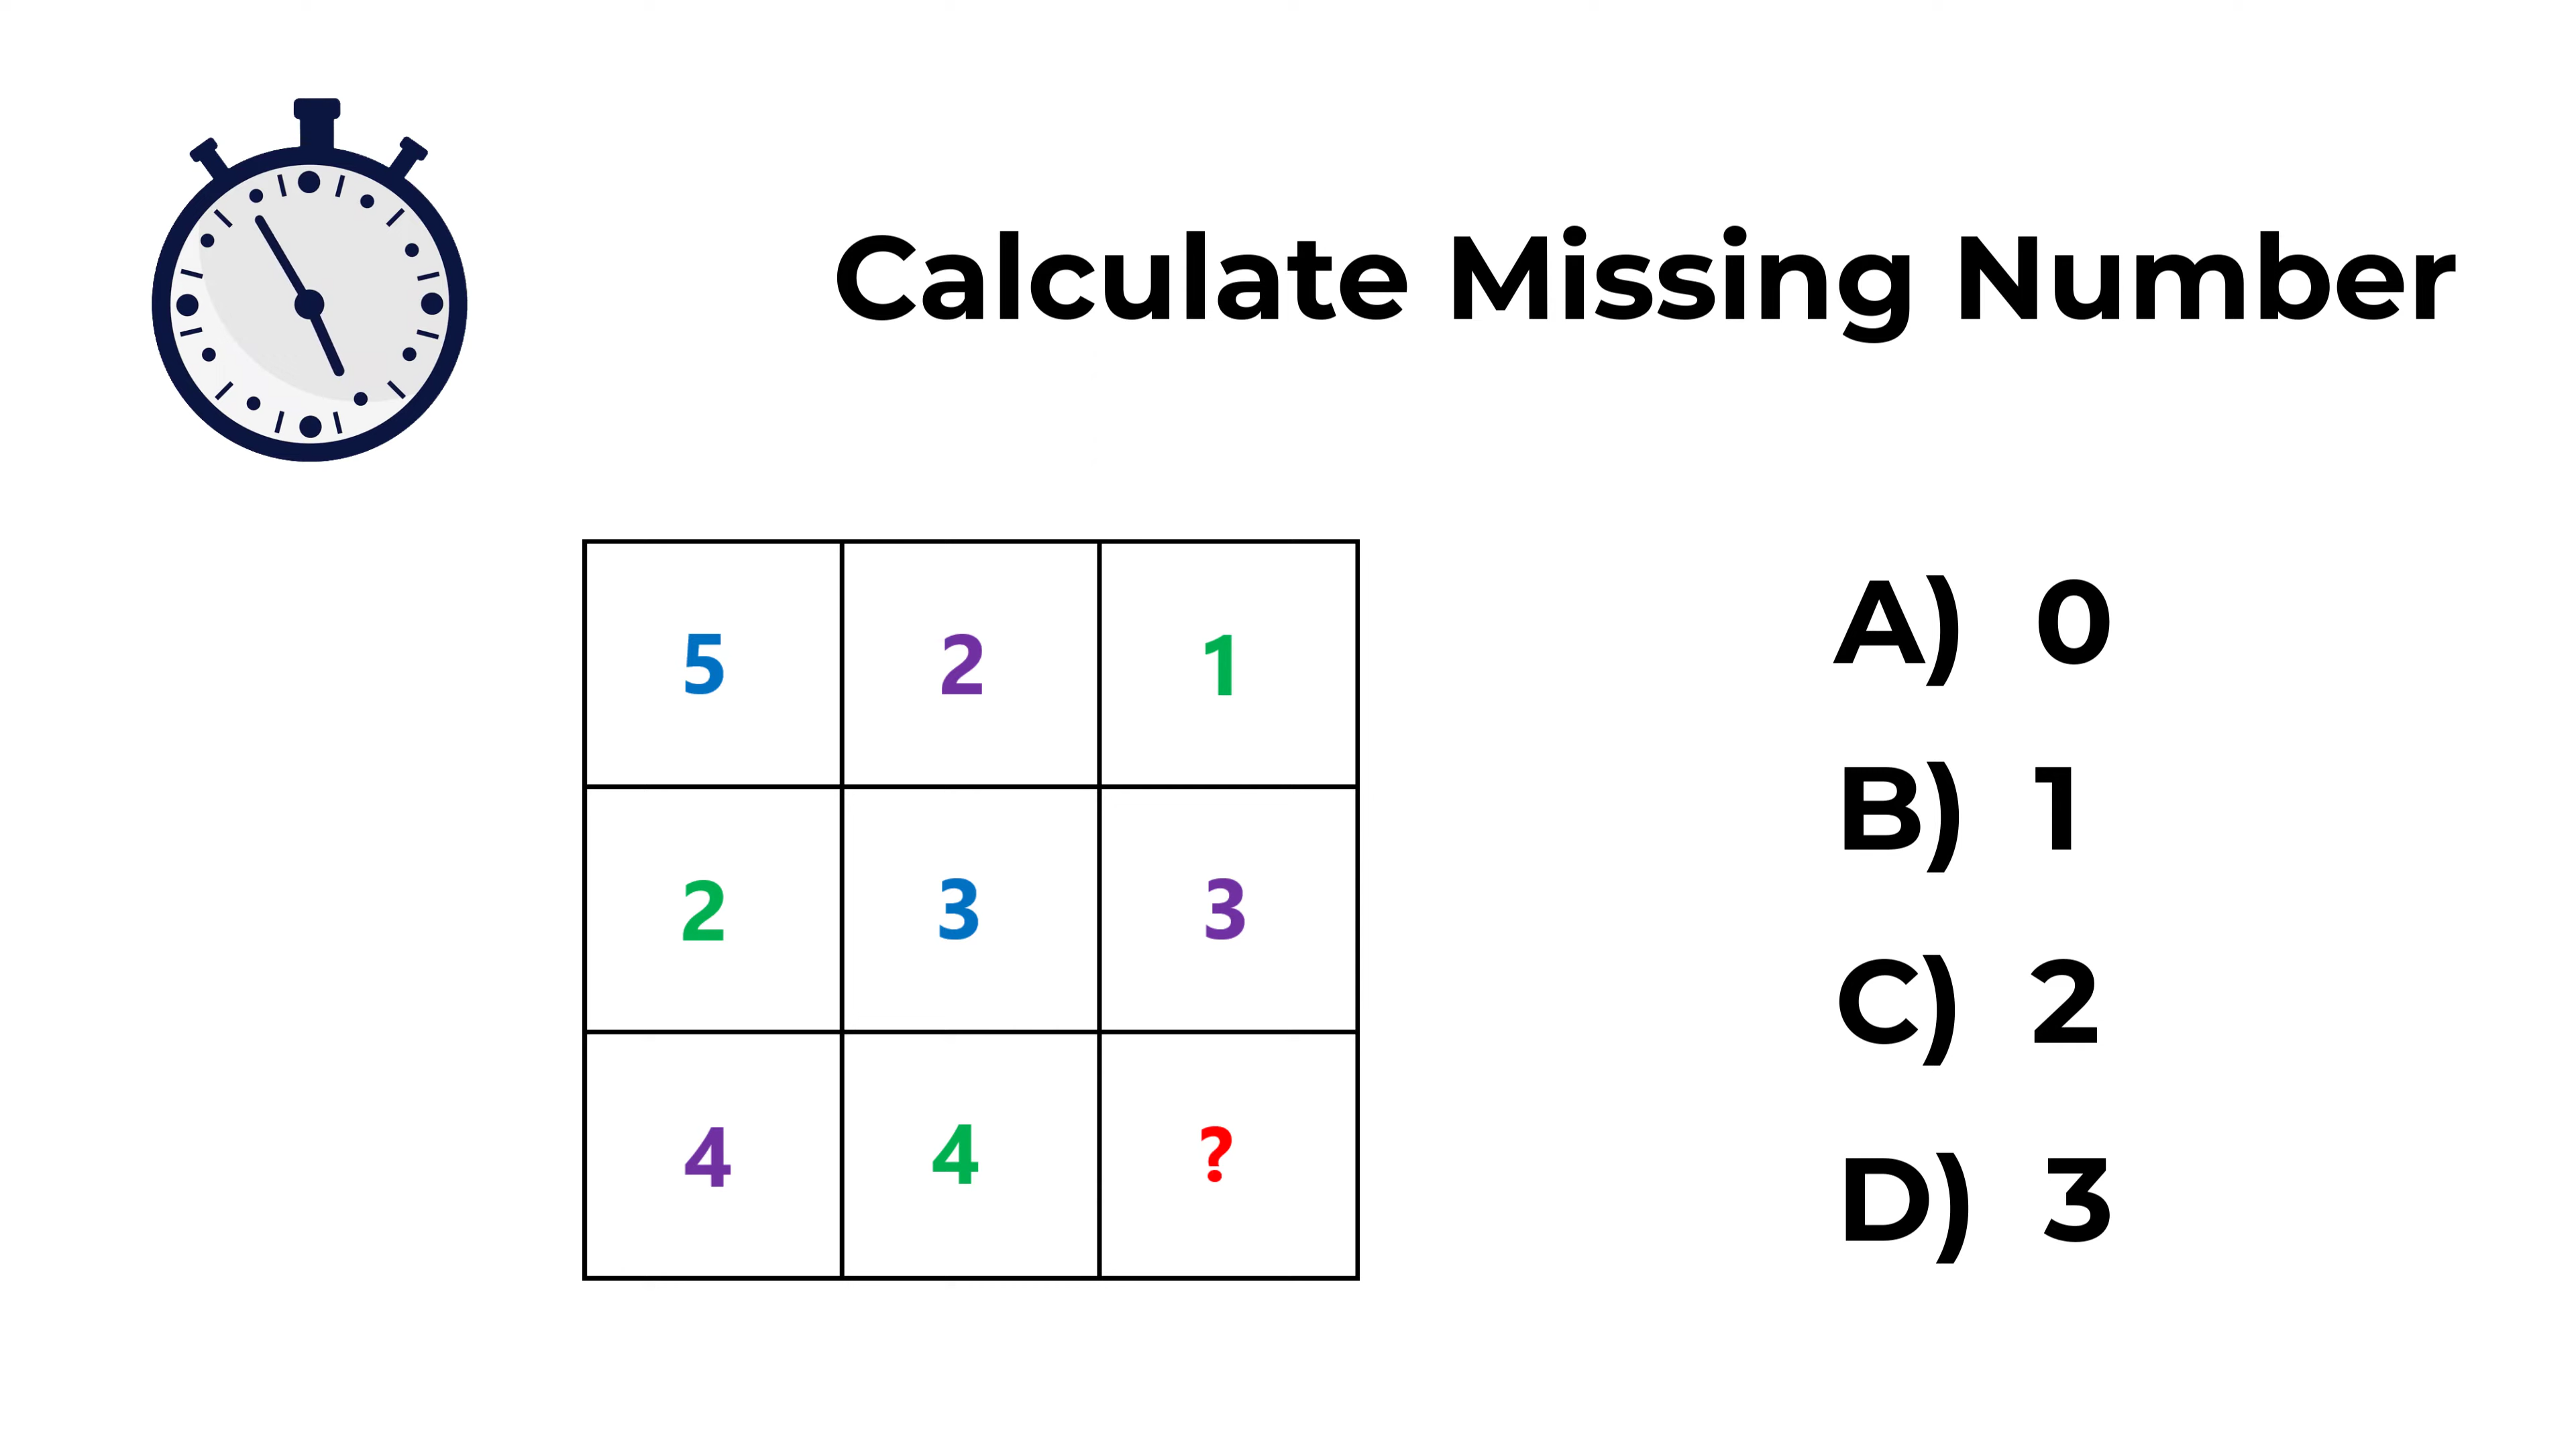 Calculate Missing Number
5 2 1
2 3 3
4 4 ?
A) 0
B) 1
C) 2
D) 3